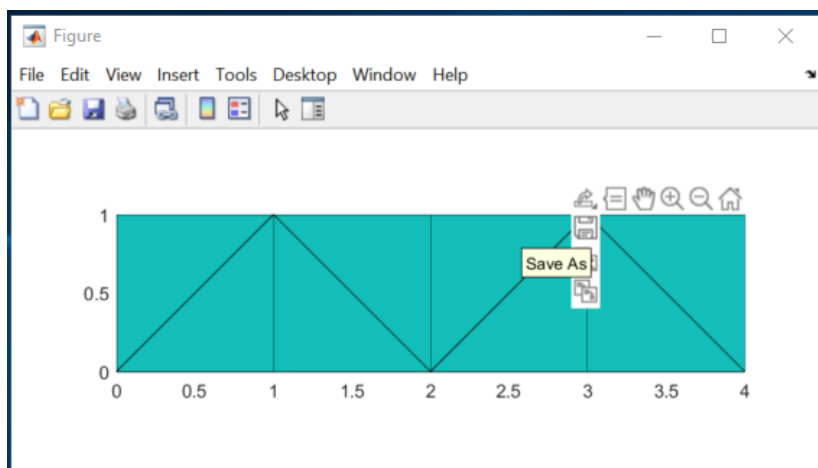 Figure
File Edit View Insert Tools Desktop Window Help
1
Save As
0.5
0
0 0.5 1 1.5 2 2.5 3 3.5 4